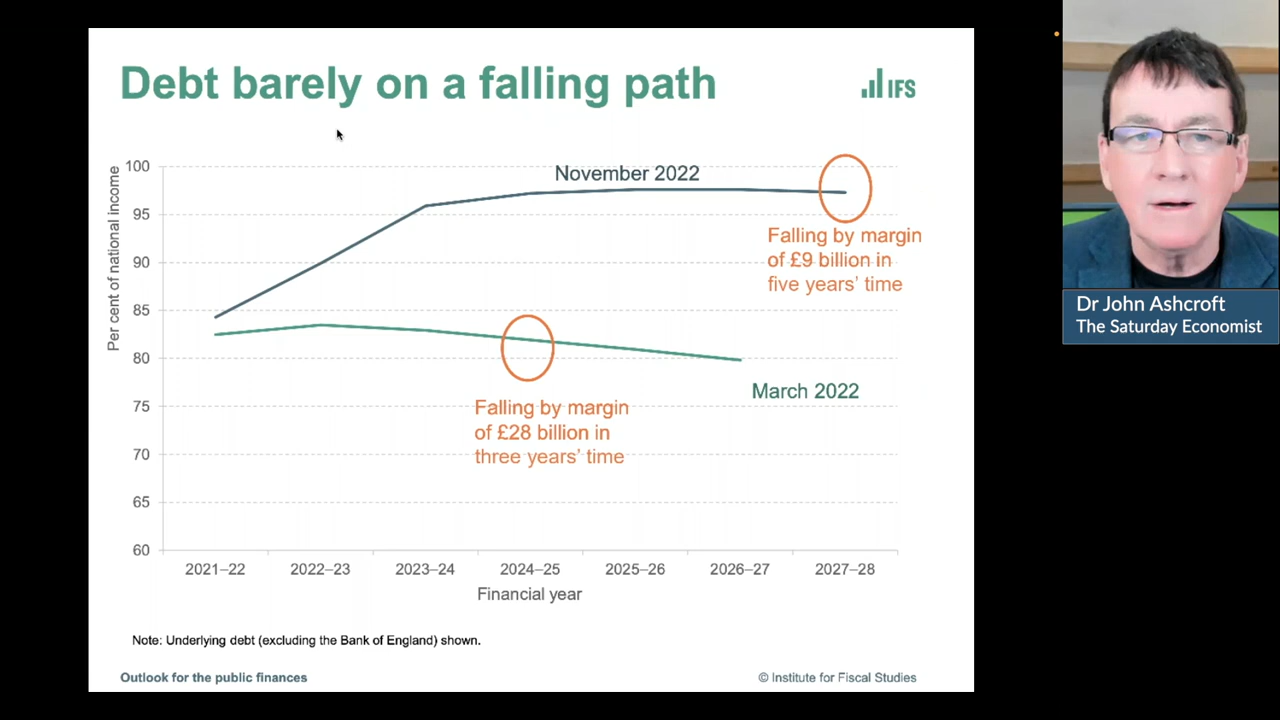 Debt barely on a falling path
IFS
Per cent of national income
100
95
90
85
80
75
70
65
60
November 2022
Falling by margin
of £9 billion in
five years’ time
March 2022
Falling by margin
of £28 billion in
three years’ time
2021–22 2022–23 2023–24 2024–25 2025–26 2026–27 2027–28
Financial year
Note: Underlying debt (excluding the Bank of England) shown.
Outlook for the public finances
© Institute for Fiscal Studies
Dr John Ashcroft
The Saturday Economist